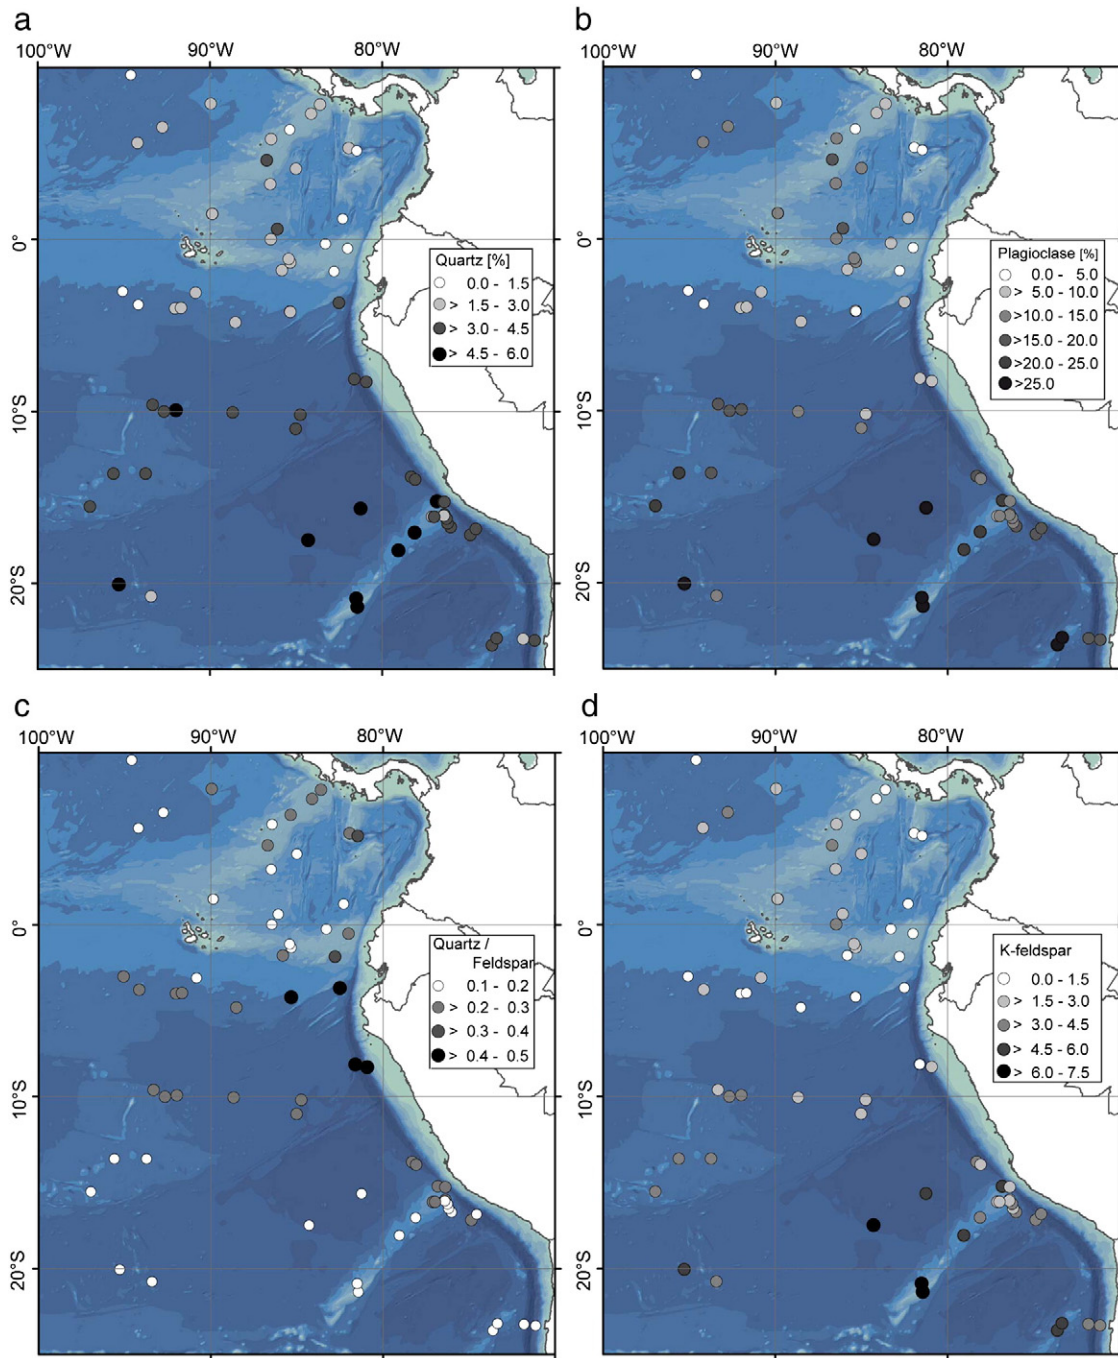 a
100°W
90°W
80°W
0°
10°S
20°S
Quartz [%]
0.0 - 1.5
> 1.5 - 3.0
> 3.0 - 4.5
> 4.5 - 6.0
b
100°W
90°W
80°W
0°
10°S
20°S
Plagioclase [%]
0.0 - 5.0
> 5.0 - 10.0
>10.0 - 15.0
>15.0 - 20.0
>20.0 - 25.0
>25.0
c
100°W
90°W
80°W
0°
10°S
20°S
Quartz /
Feldspar
0.1 - 0.2
> 0.2 - 0.3
> 0.3 - 0.4
> 0.4 - 0.5
d
100°W
90°W
80°W
0°
10°S
20°S
K-feldspar
0.0 - 1.5
> 1.5 - 3.0
> 3.0 - 4.5
> 4.5 - 6.0
> 6.0 - 7.5